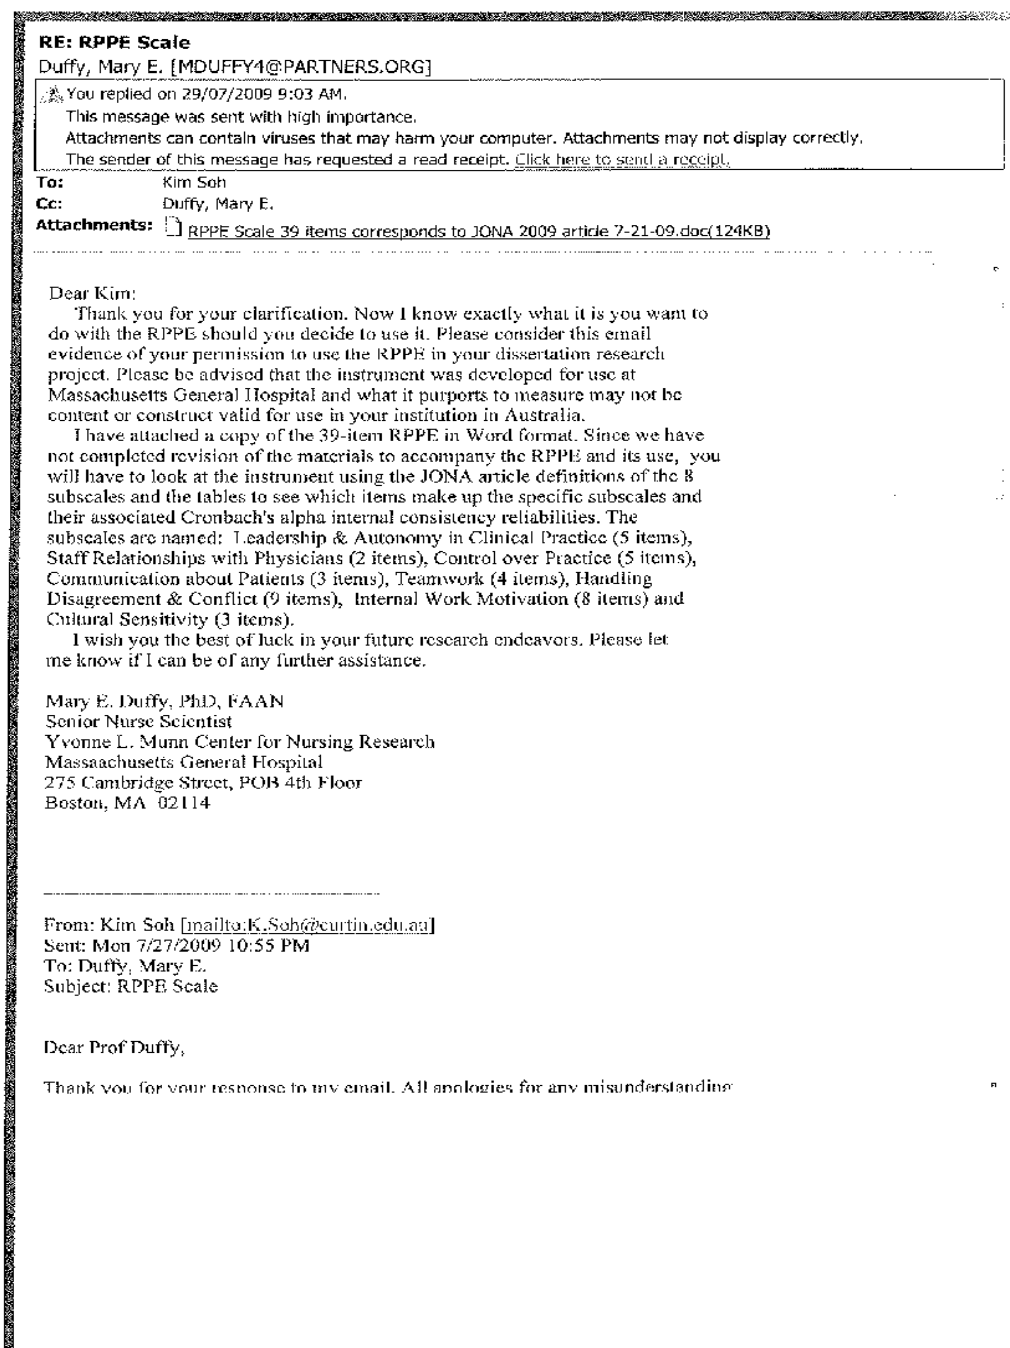 RE: RPPE Scale
Duffy, Mary E. [MDUFFY4@PARTNERS.ORG]
You replied on 29/07/2009 9:03 AM.
This message was sent with high importance.
Attachments can contain viruses that may harm your computer. Attachments may not display correctly.
The sender of this message has requested a read receipt. Click here to send a receipt.
To: Kim Soh
Cc: Duffy, Mary E.
Attachments: RPPE Scale 39 items corresponds to JONA 2009 article 7-21-09.doc(124KB)
Dear Kim:
Thank you for your clarification. Now I know exactly what it is you want to
do with the RPPE should you decide to use it. Please consider this email
evidence of your permission to use the RPPE in your dissertation research
project. Please be advised that the instrument was developed for use at
Massachusetts General Hospital and what it purports to measure may not be
content or construct valid for use in your institution in Australia.
I have attached a copy of the 39-item RPPE in Word format. Since we have
not completed revision of the materials to accompany the RPPE and its use, you
will have to look at the instrument using the JONA article definitions of the 8
subscales and the tables to see which items make up the specific subscales and
their associated Cronbach's alpha internal consistency reliabilities. The
subscales are named: Leadership & Autonomy in Clinical Practice (5 items),
Staff Relationships with Physicians (2 items), Control over Practice (5 items),
Communication about Patients (3 items), Teamwork (4 items), Handling
Disagreement & Conflict (9 items), Internal Work Motivation (8 items) and
Cultural Sensitivity (3 items).
I wish you the best of luck in your future research endeavors. Please let
me know if I can be of any further assistance.
Mary E. Duffy, PhD, FAAN
Senior Nurse Scientist
Yvonne L. Munn Center for Nursing Research
Massaachusetts General Hospital
275 Cambridge Street, POB 4th Floor
Boston, MA 02114
From: Kim Soh [mailto:K.Soh@curtin.edu.au]
Sent: Mon 7/27/2009 10:55 PM
To: Duffy, Mary E.
Subject: RPPE Scale
Dear Prof Duffy,
Thank you for your response to my email. All apologies for any misunderstanding